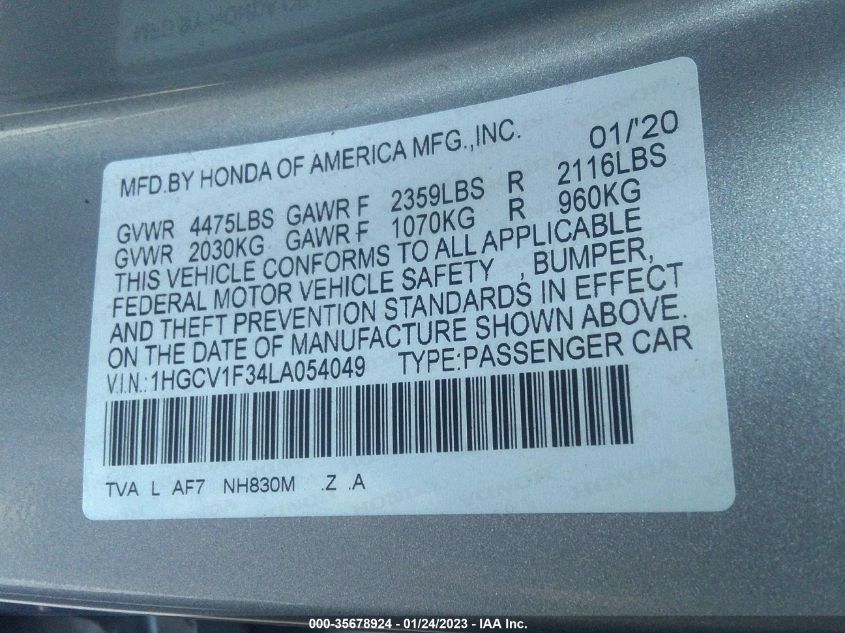 MFD.BY HONDA OF AMERICA MFG.,INC. 01/'20
GVWR 4475LBS GAWR F 2359LBS R 2116LBS
GVWR 2030KG GAWR F 1070KG R 960KG
THIS VEHICLE CONFORMS TO ALL APPLICABLE
FEDERAL MOTOR VEHICLE SAFETY , BUMPER,
AND THEFT PREVENTION STANDARDS IN EFFECT
ON THE DATE OF MANUFACTURE SHOWN ABOVE.
V.I.N.:1HGCV1F34LA054049 TYPE:PASSENGER CAR
TVA L AF7 NH830M .Z .A
000-35678924 - 01/24/2023 - IAA Inc.